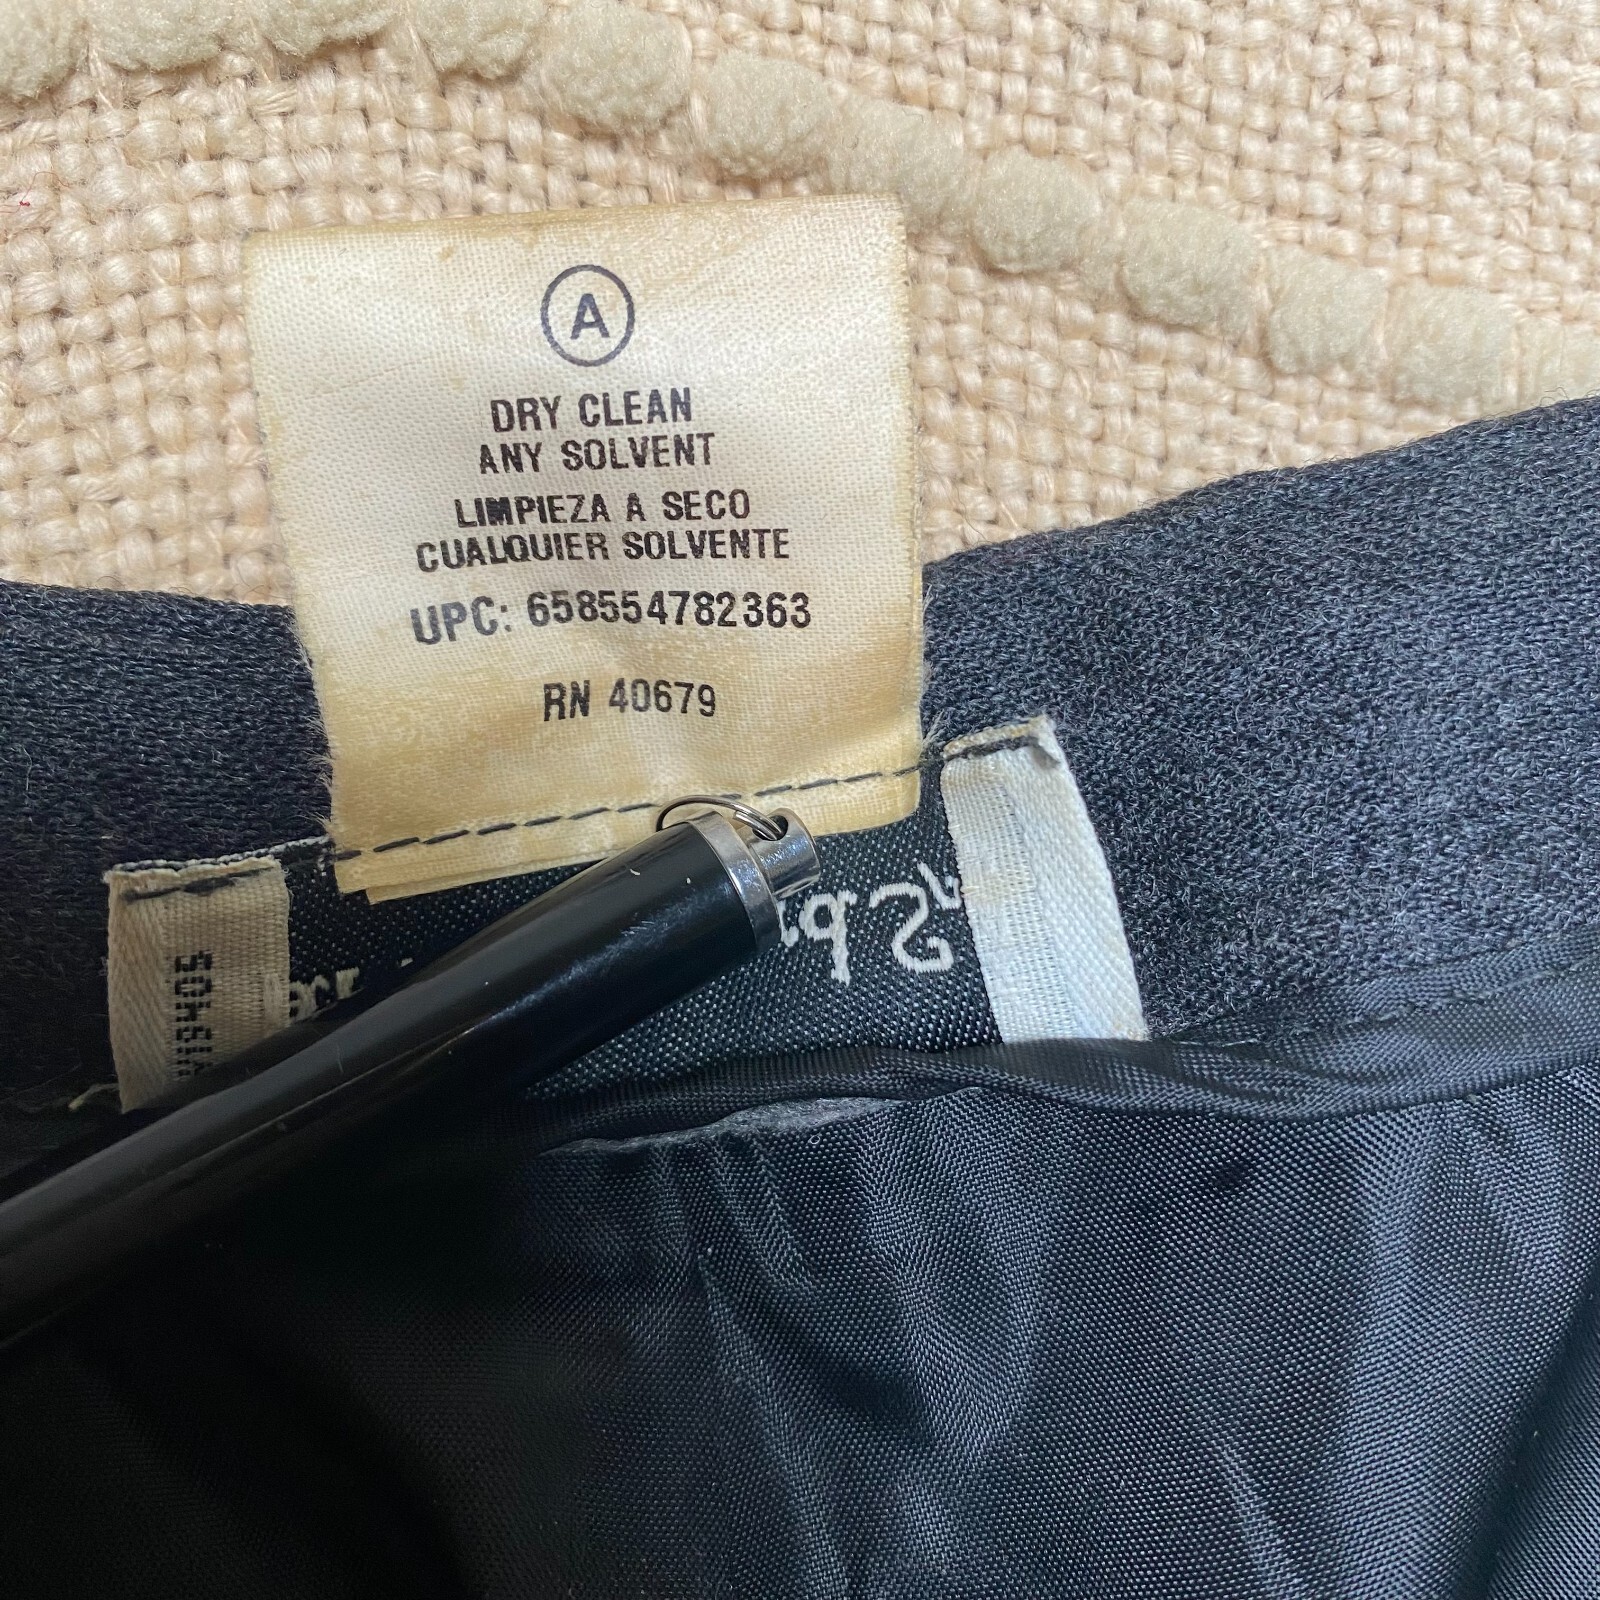 A
DRY CLEAN
ANY SOLVENT
LIMPIEZA A SECO
CUALQUIER SOLVENTE
UPC: 658554782363
RN 40679